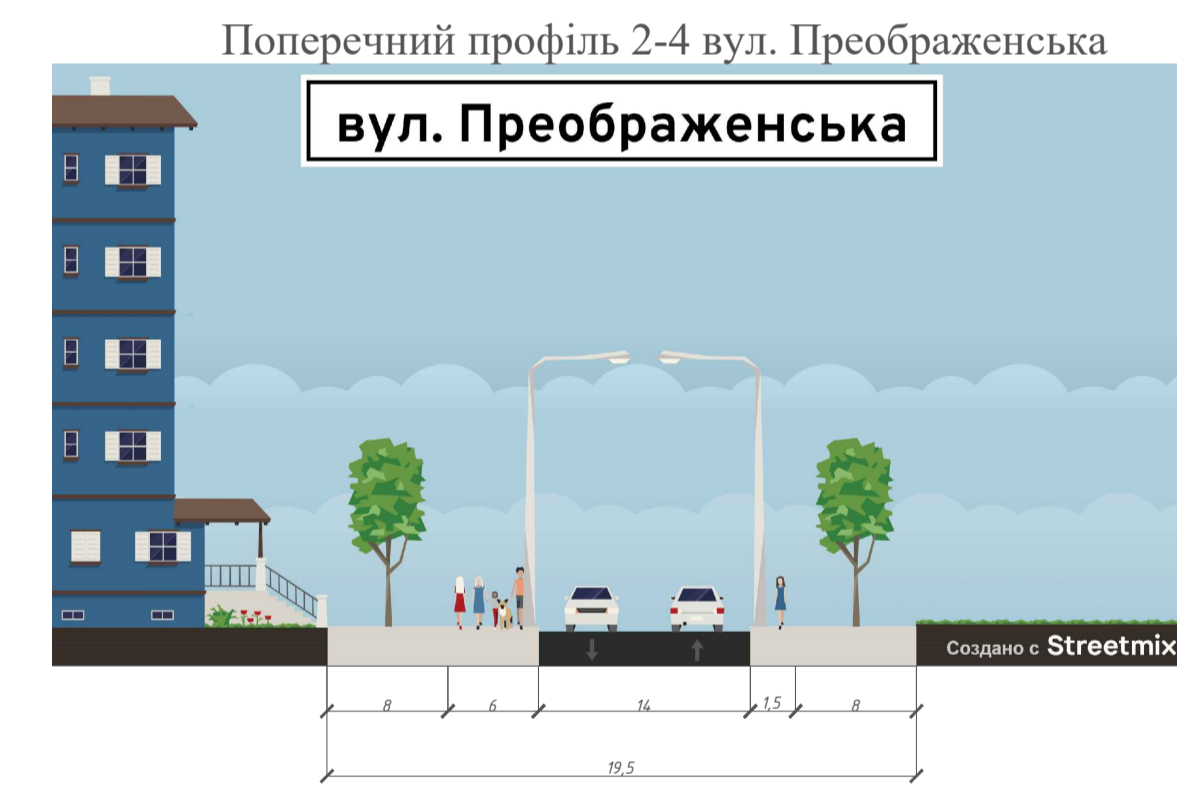 Поперечний профіль 2-4 вул. Преображенська
вул. Преображенська
Создано с Streetmix
8 6 14 1,5 8
19,5